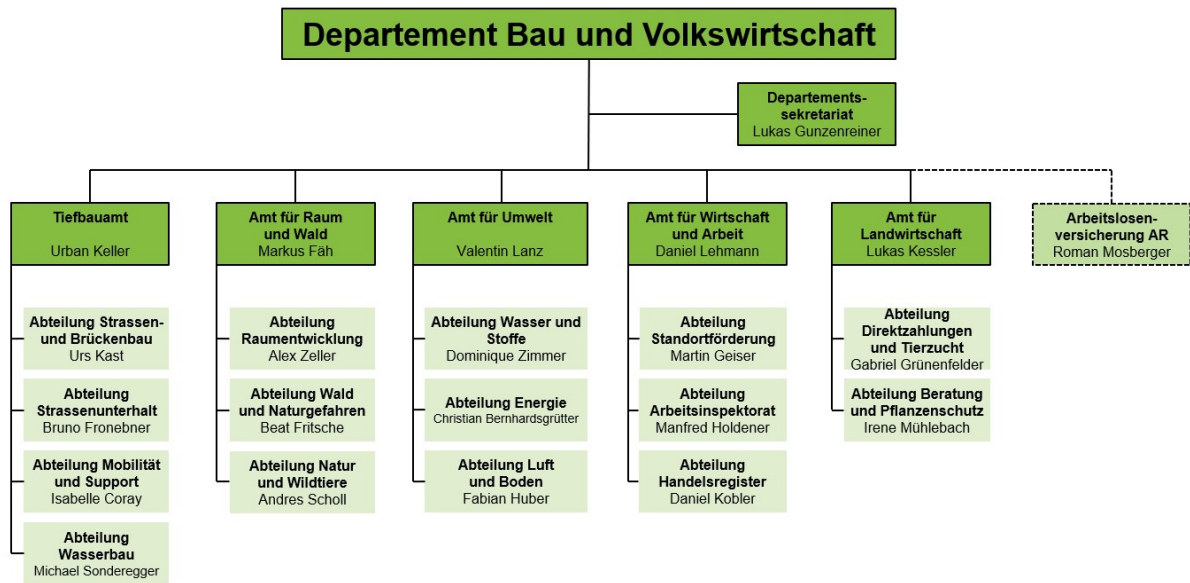 Departement Bau und Volkswirtschaft
Departements-
sekretariat
Lukas Gunzenreiner
Tiefbauamt
Urban Keller
Amt für Raum
und Wald
Markus Fäh
Amt für Umwelt
Valentin Lanz
Amt für Wirtschaft
und Arbeit
Daniel Lehmann
Amt für
Landwirtschaft
Lukas Kessler
Arbeitslosen-
versicherung AR
Roman Mosberger
Abteilung Strassen-
und Brückenbau
Urs Kast
Abteilung
Strassenunterhalt
Bruno Fronebner
Abteilung Mobilität
und Support
Isabelle Coray
Abteilung
Wasserbau
Michael Sonderegger
Abteilung
Raumentwicklung
Alex Zeller
Abteilung Wald
und Naturgefahren
Beat Fritsche
Abteilung Natur
und Wildtiere
Andres Scholl
Abteilung Wasser und
Stoffe
Dominique Zimmer
Abteilung Energie
Christian Bernhardsgrütter
Abteilung Luft
und Boden
Fabian Huber
Abteilung
Standortförderung
Martin Geiser
Abteilung
Arbeitsinspektorat
Manfred Holdener
Abteilung
Handelsregister
Daniel Kobler
Abteilung
Direktzahlungen
und Tierzucht
Gabriel Grünenfelder
Abteilung Beratung
und Pflanzenschutz
Irene Mühlebach